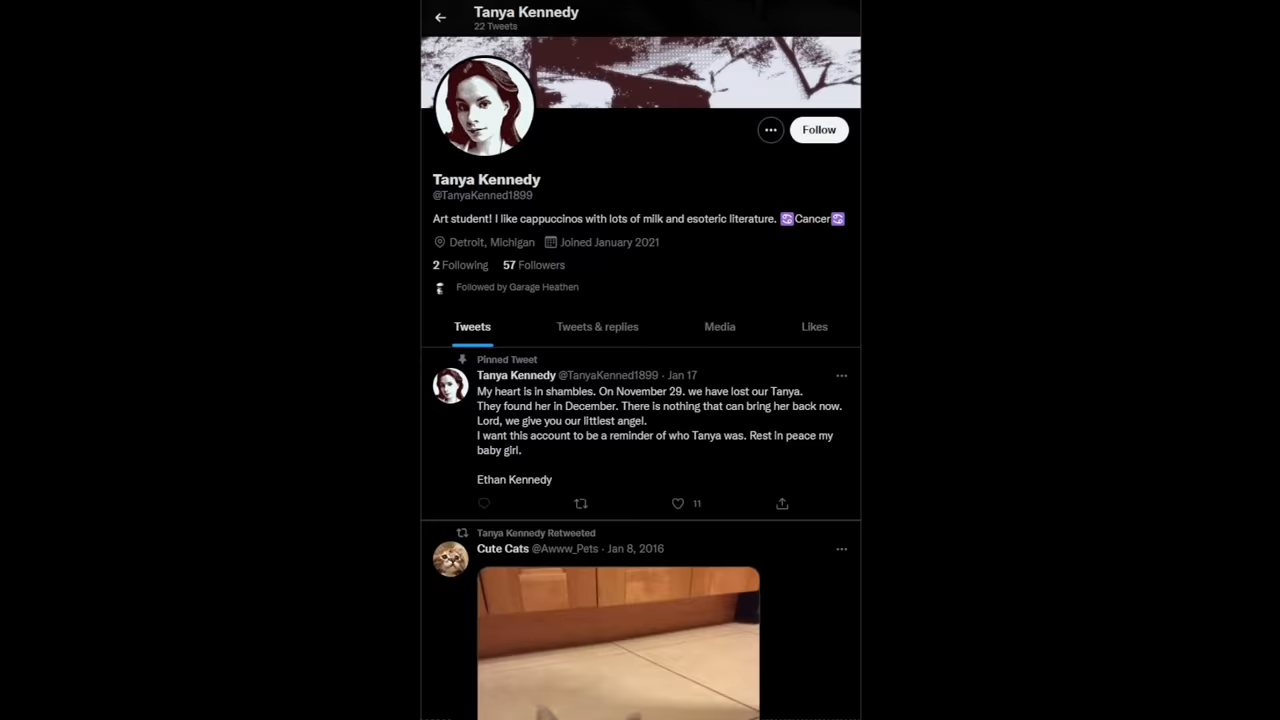 Tanya Kennedy
22 Tweets
Follow
Tanya Kennedy
@TanyaKenned1899
Art student! I like cappuccinos with lots of milk and esoteric literature. ♋Cancer♋
Detroit, Michigan Joined January 2021
2 Following 57 Followers
Followed by Garage Heathen
Tweets Tweets & replies Media Likes
Pinned Tweet
Tanya Kennedy @TanyaKenned1899 · Jan 17
My heart is in shambles. On November 29. we have lost our Tanya.
They found her in December. There is nothing that can bring her back now.
Lord, we give you our littlest angel.
I want this account to be a reminder of who Tanya was. Rest in peace my
baby girl.
Ethan Kennedy
11
Tanya Kennedy Retweeted
Cute Cats @Awww_Pets · Jan 8, 2016